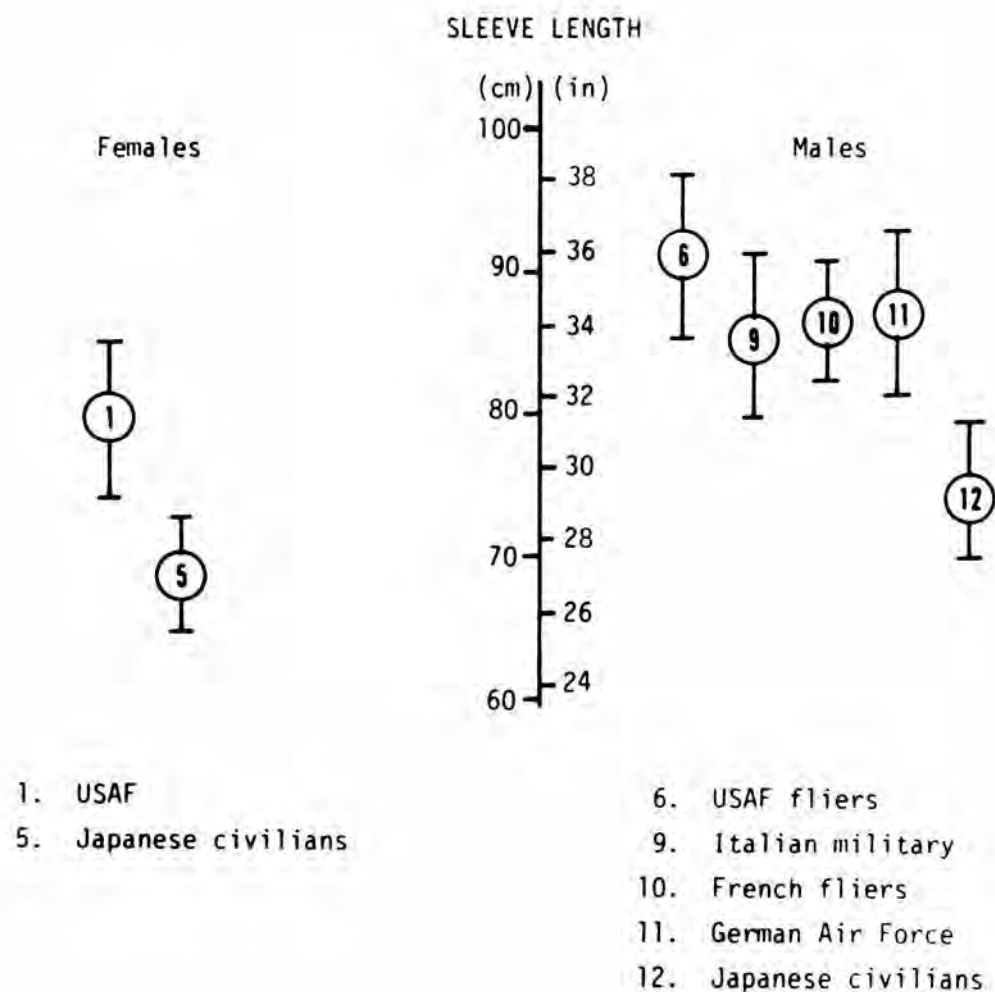 SLEEVE LENGTH
(cm) (in)
Females
Males
100
38
6
36
90
34
9
10
11
1
32
80
30
12
28
70
5
26
24
60
1. USAF
5. Japanese civilians
6. USAF fliers
9. Italian military
10. French fliers
11. German Air Force
12. Japanese civilians